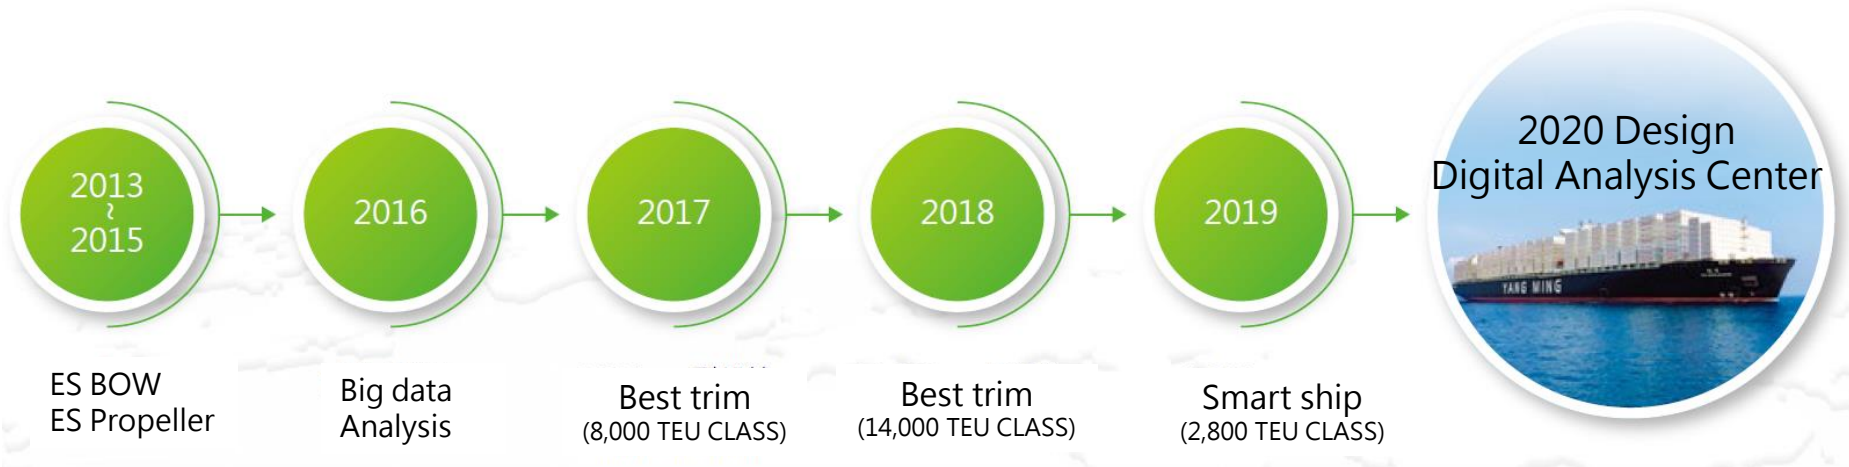 2013
~
2015
2016
2017
2018
2019
2020 Design
Digital Analysis Center
YANG MING
ES BOW
ES Propeller
Big data
Analysis
Best trim
(8,000 TEU CLASS)
Best trim
(14,000 TEU CLASS)
Smart ship
(2,800 TEU CLASS)